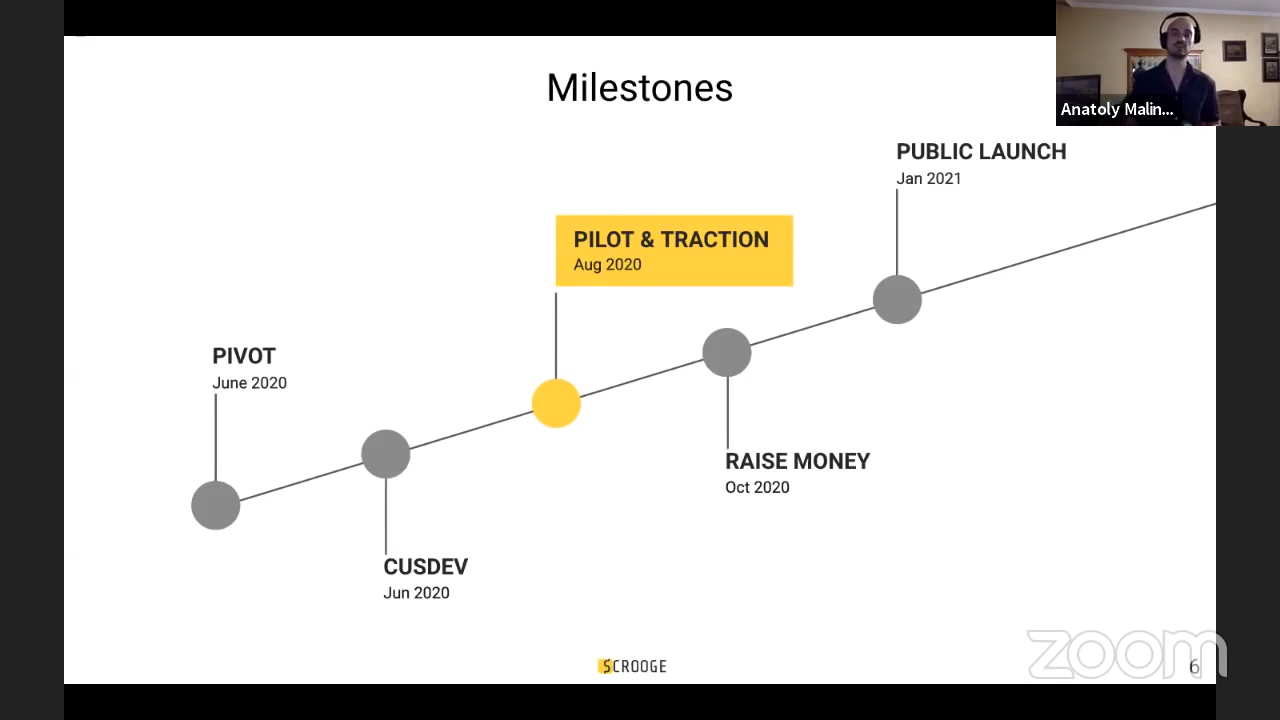 Milestones
Anatoly Malin...
PUBLIC LAUNCH
Jan 2021
PILOT & TRACTION
Aug 2020
PIVOT
June 2020
RAISE MONEY
Oct 2020
CUSDEV
Jun 2020
SCROOGE
zoom
6